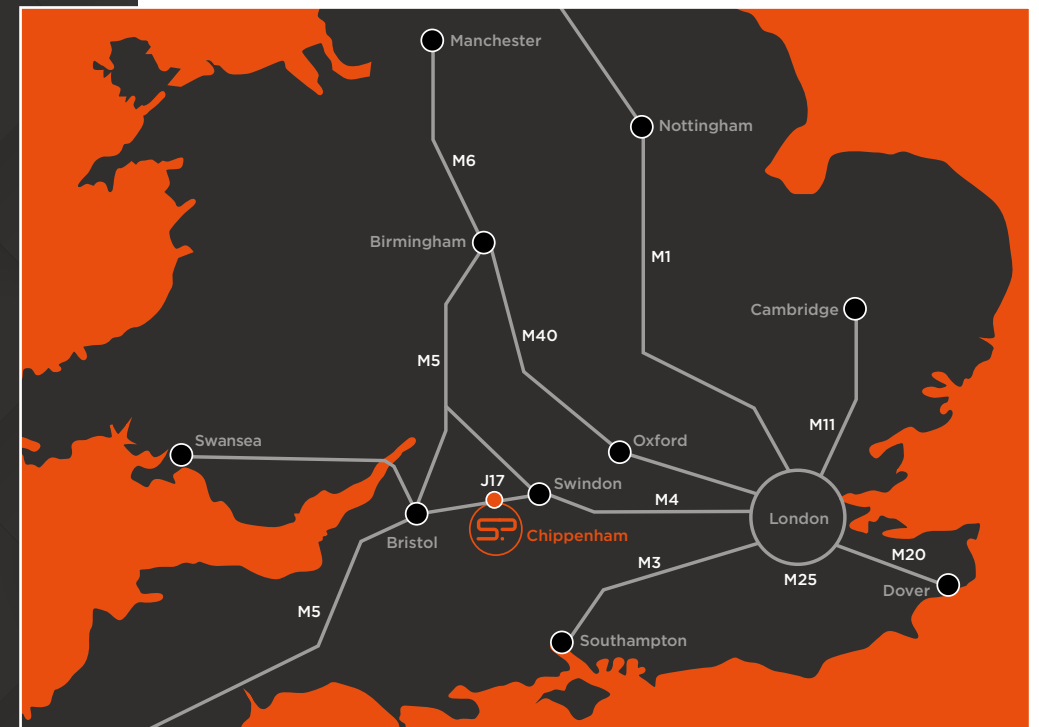 Manchester
Nottingham
M6
Birmingham
M1
Cambridge
M40
M5
M11
Swansea
Oxford
J17
Swindon
M4
SP
Chippenham
London
Bristol
M3
M20
M25
Dover
M5
Southampton